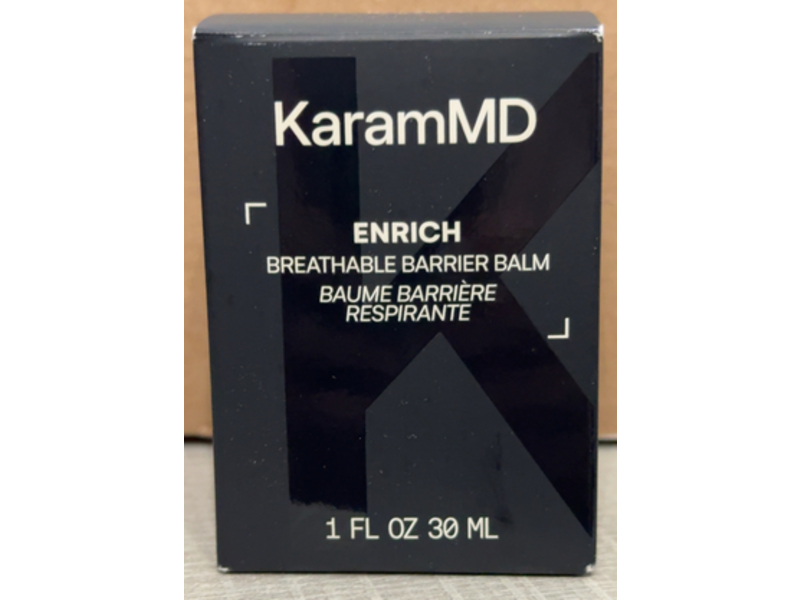 KaramMD
ENRICH
BREATHABLE BARRIER BALM
BAUME BARRIÈRE
RESPIRANTE
1 FL OZ 30 ML